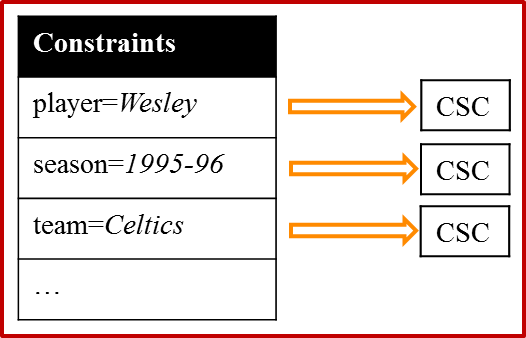 Constraints
player=Wesley CSC
season=1995-96 CSC
team=Celtics CSC
…